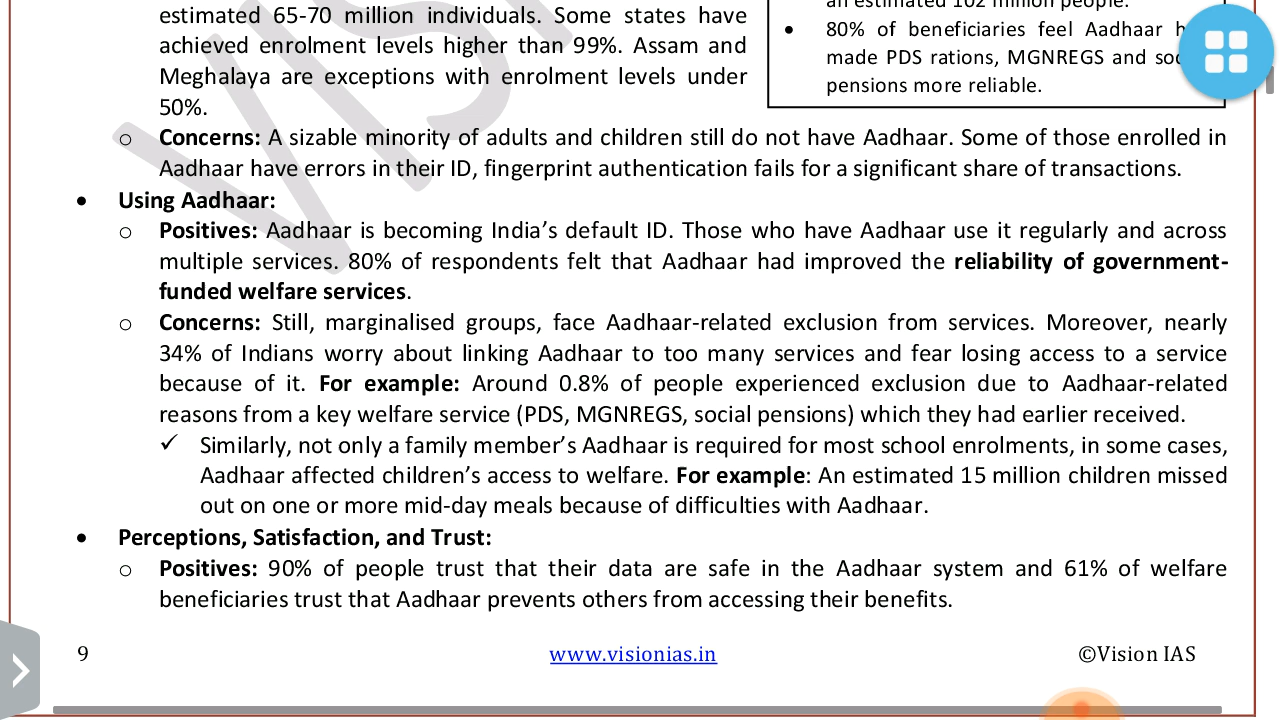 estimated 65-70 million individuals. Some states have
achieved enrolment levels higher than 99%. Assam and
Meghalaya are exceptions with enrolment levels under
50%.
an estimated 102 million people.
• 80% of beneficiaries feel Aadhaar
made PDS rations, MGNREGS and
pensions more reliable.
o Concerns: A sizable minority of adults and children still do not have Aadhaar. Some of those enrolled in
Aadhaar have errors in their ID, fingerprint authentication fails for a significant share of transactions.
• Using Aadhaar:
o Positives: Aadhaar is becoming India’s default ID. Those who have Aadhaar use it regularly and across
multiple services. 80% of respondents felt that Aadhaar had improved the reliability of government-
funded welfare services.
o Concerns: Still, marginalised groups, face Aadhaar-related exclusion from services. Moreover, nearly
34% of Indians worry about linking Aadhaar to too many services and fear losing access to a service
because of it. For example: Around 0.8% of people experienced exclusion due to Aadhaar-related
reasons from a key welfare service (PDS, MGNREGS, social pensions) which they had earlier received.
✓ Similarly, not only a family member’s Aadhaar is required for most school enrolments, in some cases,
Aadhaar affected children’s access to welfare. For example: An estimated 15 million children missed
out on one or more mid-day meals because of difficulties with Aadhaar.
• Perceptions, Satisfaction, and Trust:
o Positives: 90% of people trust that their data are safe in the Aadhaar system and 61% of welfare
beneficiaries trust that Aadhaar prevents others from accessing their benefits.
9 www.visionias.in ©Vision IAS